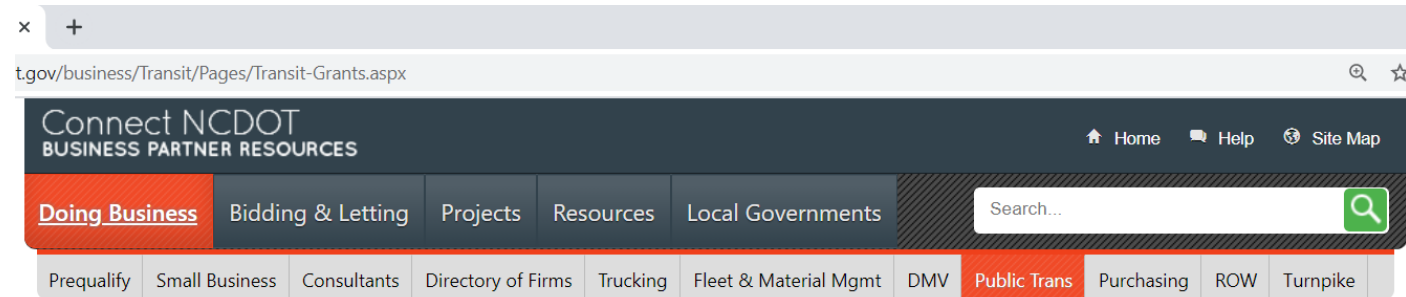 t.gov/business/Transit/Pages/Transit-Grants.aspx
Connect NCDOT
BUSINESS PARTNER RESOURCES
Home Help Site Map
Doing Business Bidding & Letting Projects Resources Local Governments Search...
Prequalify Small Business Consultants Directory of Firms Trucking Fleet & Material Mgmt DMV Public Trans Purchasing ROW Turnpike